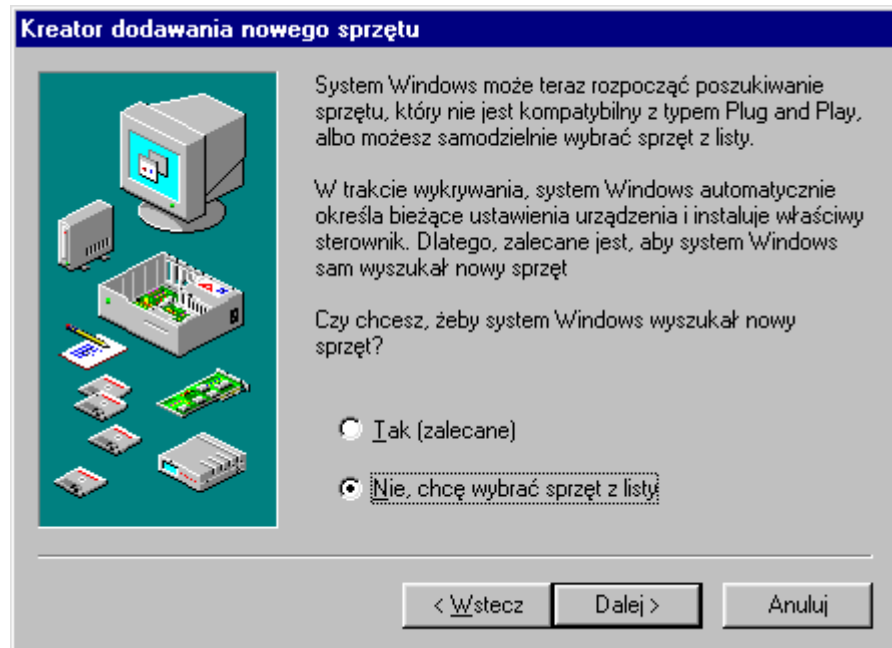 Kreator dodawania nowego sprzętu
System Windows może teraz rozpocząć poszukiwanie
sprzętu, który nie jest kompatybilny z typem Plug and Play,
albo możesz samodzielnie wybrać sprzęt z listy.
W trakcie wykrywania, system Windows automatycznie
określa bieżące ustawienia urządzenia i instaluje właściwy
sterownik. Dlatego, zalecane jest, aby system Windows
sam wyszukał nowy sprzęt
Czy chcesz, żeby system Windows wyszukał nowy
sprzęt?
Tak (zalecane)
Nie, chcę wybrać sprzęt z listy
< Wstecz
Dalej >
Anuluj